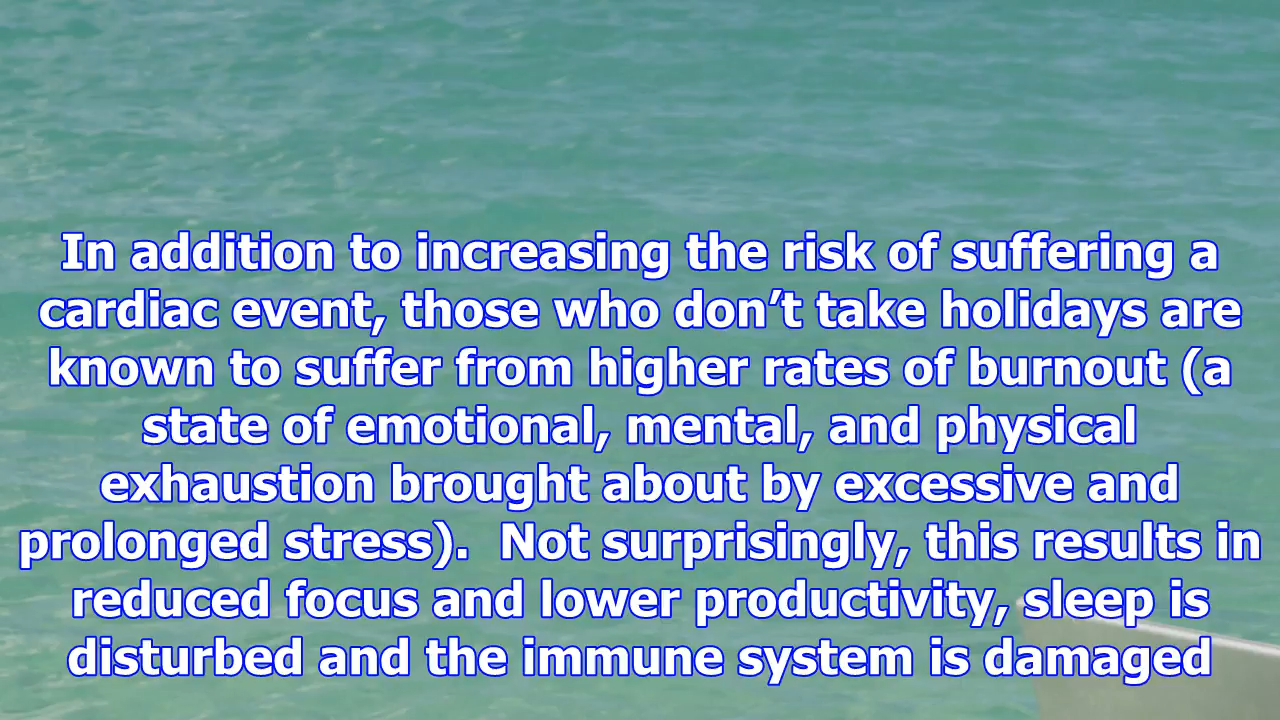 In addition to increasing the risk of suffering a
cardiac event, those who don’t take holidays are
known to suffer from higher rates of burnout (a
state of emotional, mental, and physical
exhaustion brought about by excessive and
prolonged stress).  Not surprisingly, this results in
reduced focus and lower productivity, sleep is
disturbed and the immune system is damaged